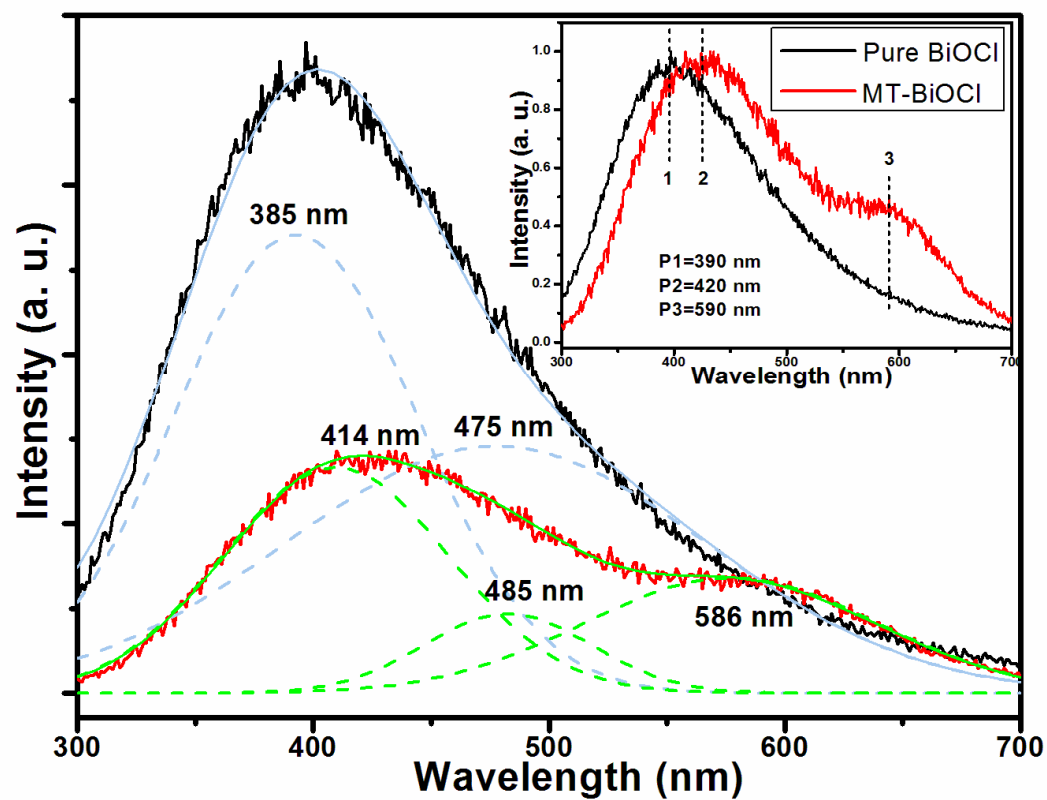 Pure BiOCl
MT-BiOCl
1.0
0.8
0.6
0.4
0.2
0.0
Intensity (a. u.)
1
2
3
P1=390 nm
P2=420 nm
P3=590 nm
300
400
500
600
700
Wavelength (nm)
385 nm
414 nm
475 nm
485 nm
586 nm
Intensity (a. u.)
300
400
500
600
700
Wavelength (nm)